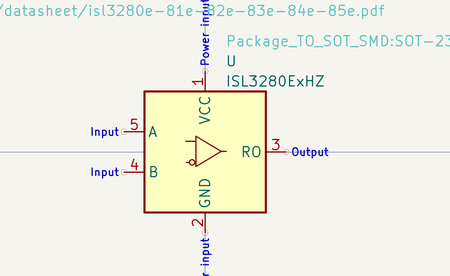 /datasheet/isl3280e-81e-82e-83e-84e-85e.pdf
Power input
Package_TO_SOT_SMD:SOT-23
U
ISL3280ExHZ
1
VCC
Input 5 A
RO 3 Output
Input 4 B
GND
2
r input